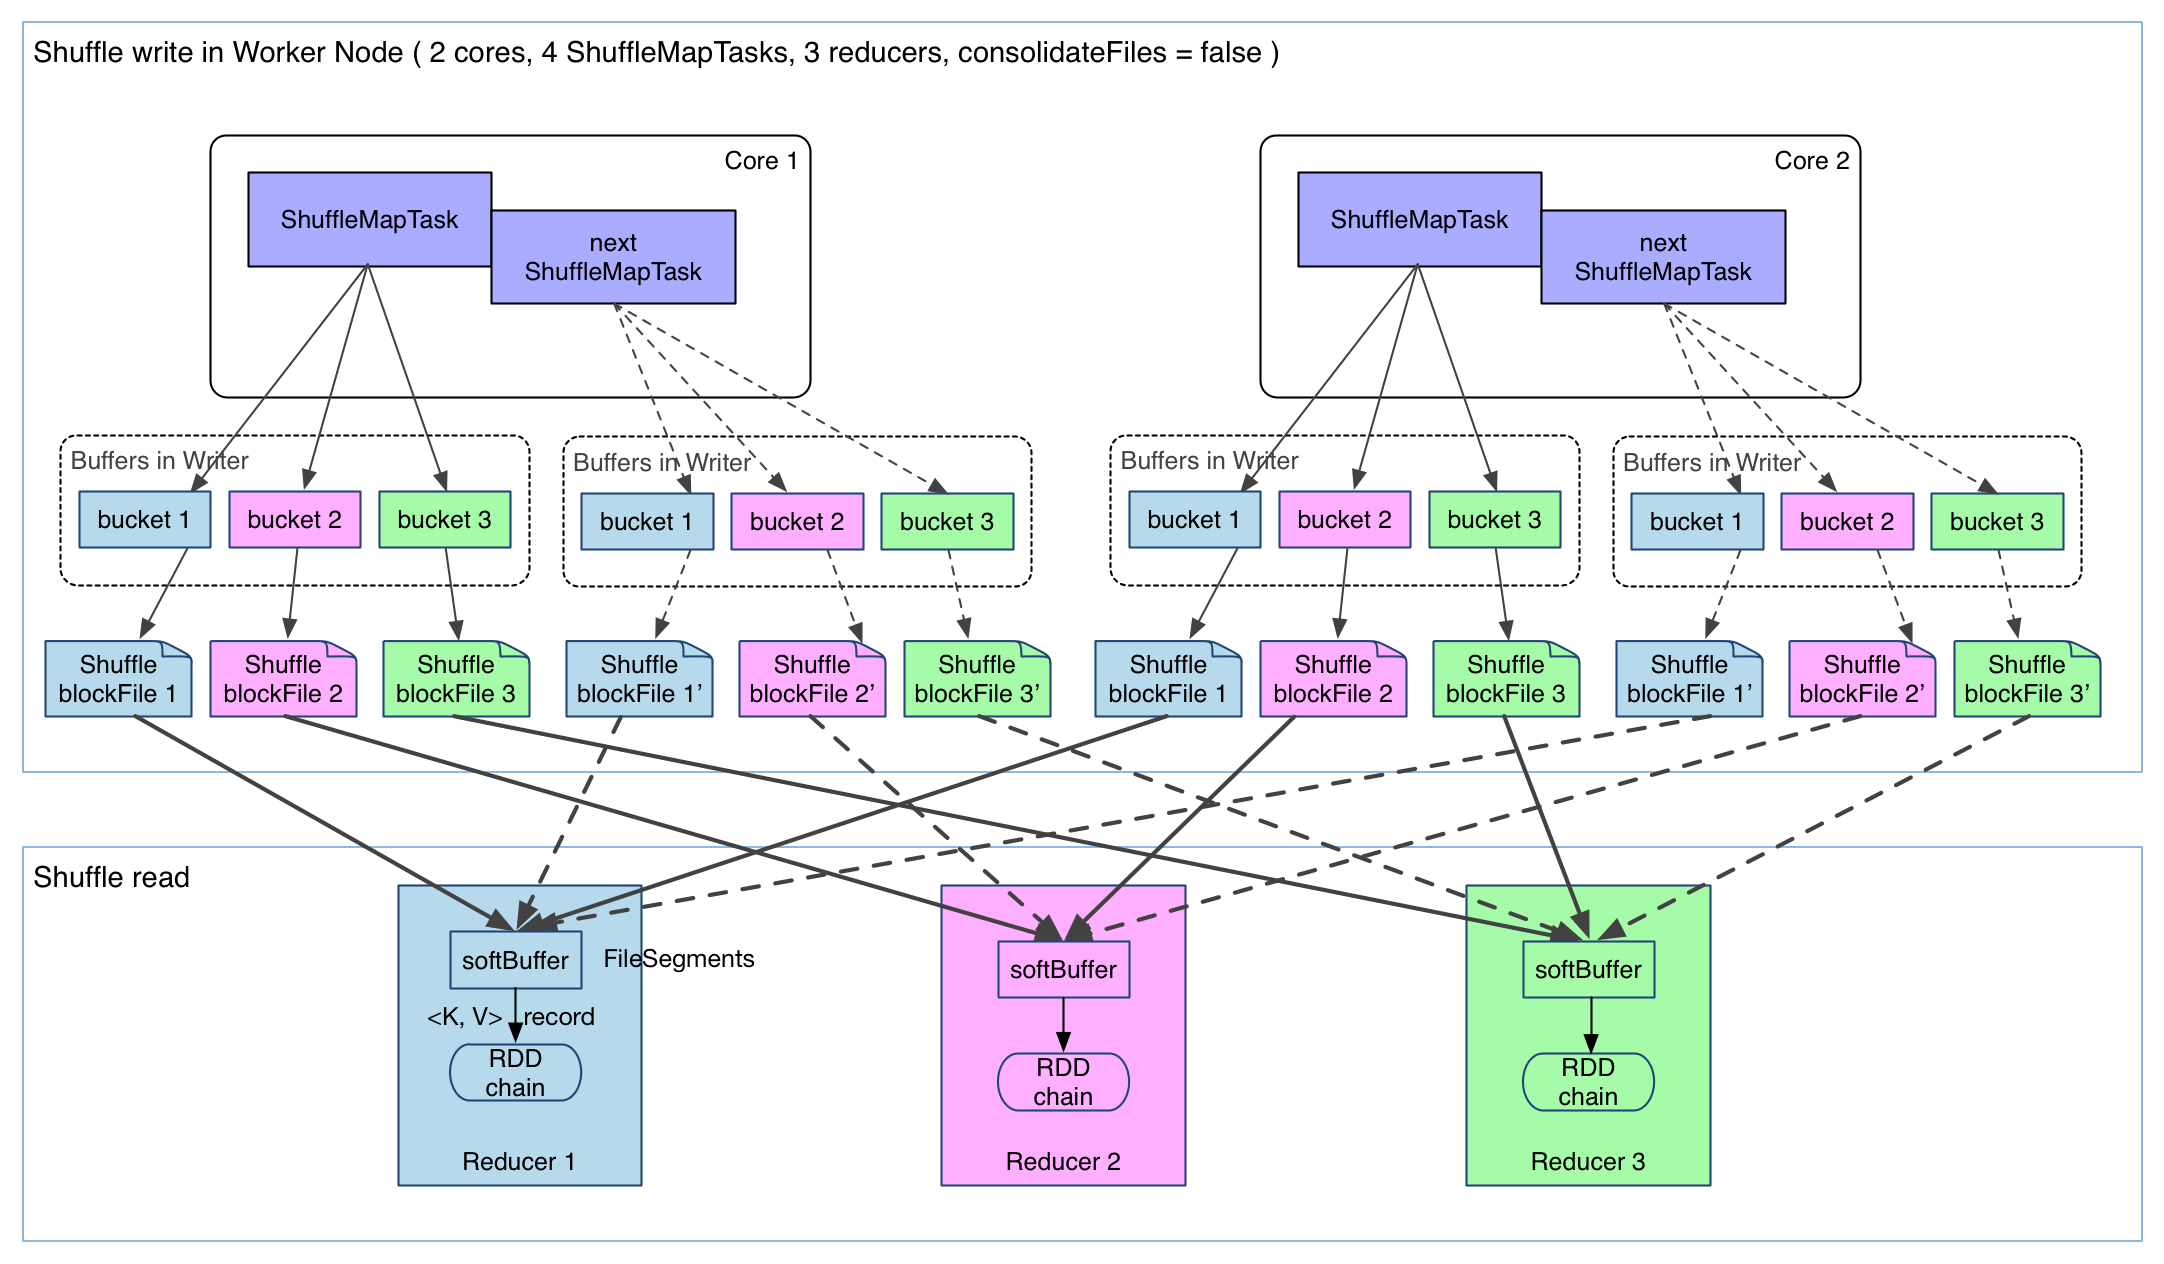 Shuffle write in Worker Node ( 2 cores, 4 ShuffleMapTasks, 3 reducers, consolidateFiles = false )
Core 1
ShuffleMapTask
next
ShuffleMapTask
Core 2
ShuffleMapTask
next
ShuffleMapTask
Buffers in Writer
bucket 1
bucket 2
bucket 3
Buffers in Writer
bucket 1
bucket 2
bucket 3
Buffers in Writer
bucket 1
bucket 2
bucket 3
Buffers in Writer
bucket 1
bucket 2
bucket 3
Shuffle
blockFile 1
Shuffle
blockFile 2
Shuffle
blockFile 3
Shuffle
blockFile 1’
Shuffle
blockFile 2’
Shuffle
blockFile 3’
Shuffle
blockFile 1
Shuffle
blockFile 2
Shuffle
blockFile 3
Shuffle
blockFile 1’
Shuffle
blockFile 2’
Shuffle
blockFile 3’
Shuffle read
softBuffer
FileSegments
<K, V> record
RDD
chain
Reducer 1
softBuffer
RDD
chain
Reducer 2
softBuffer
RDD
chain
Reducer 3